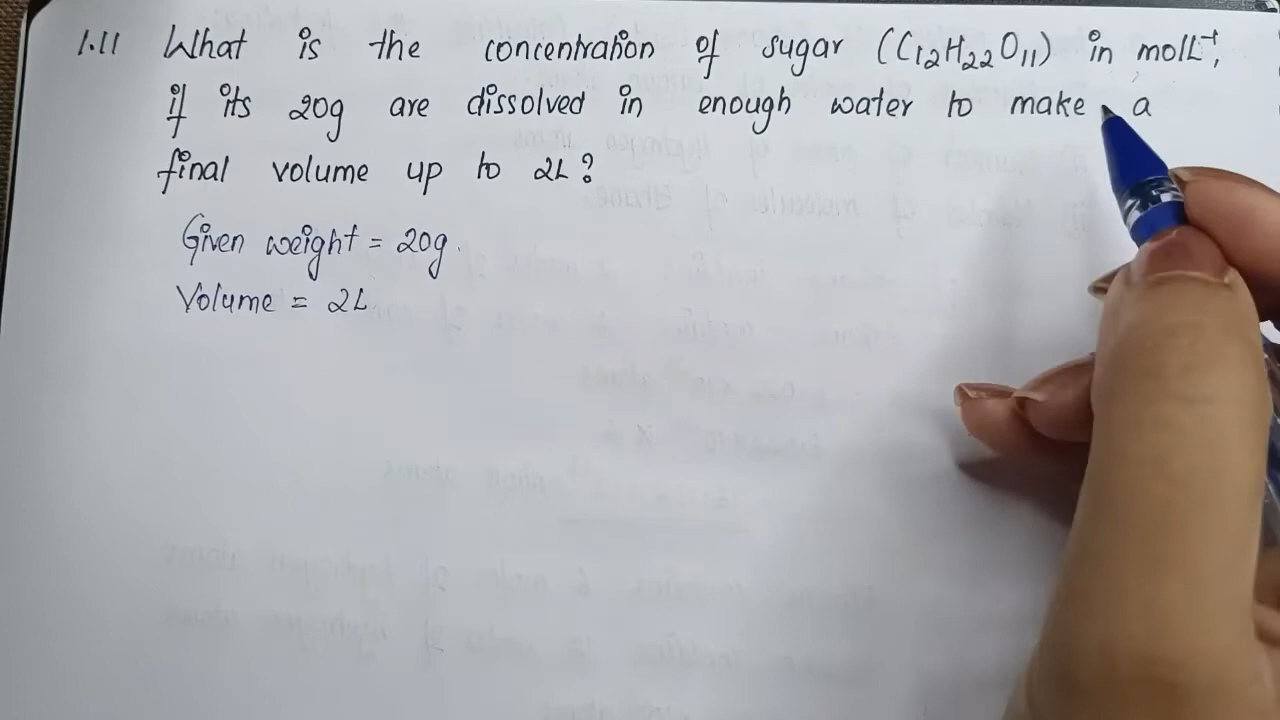 1.11 What is the concentration of sugar (C₁₂H₂₂O₁₁) in molL⁻¹,
if its 20g are dissolved in enough water to make a
final volume up to 2L?
Given weight = 20g.
Volume = 2L